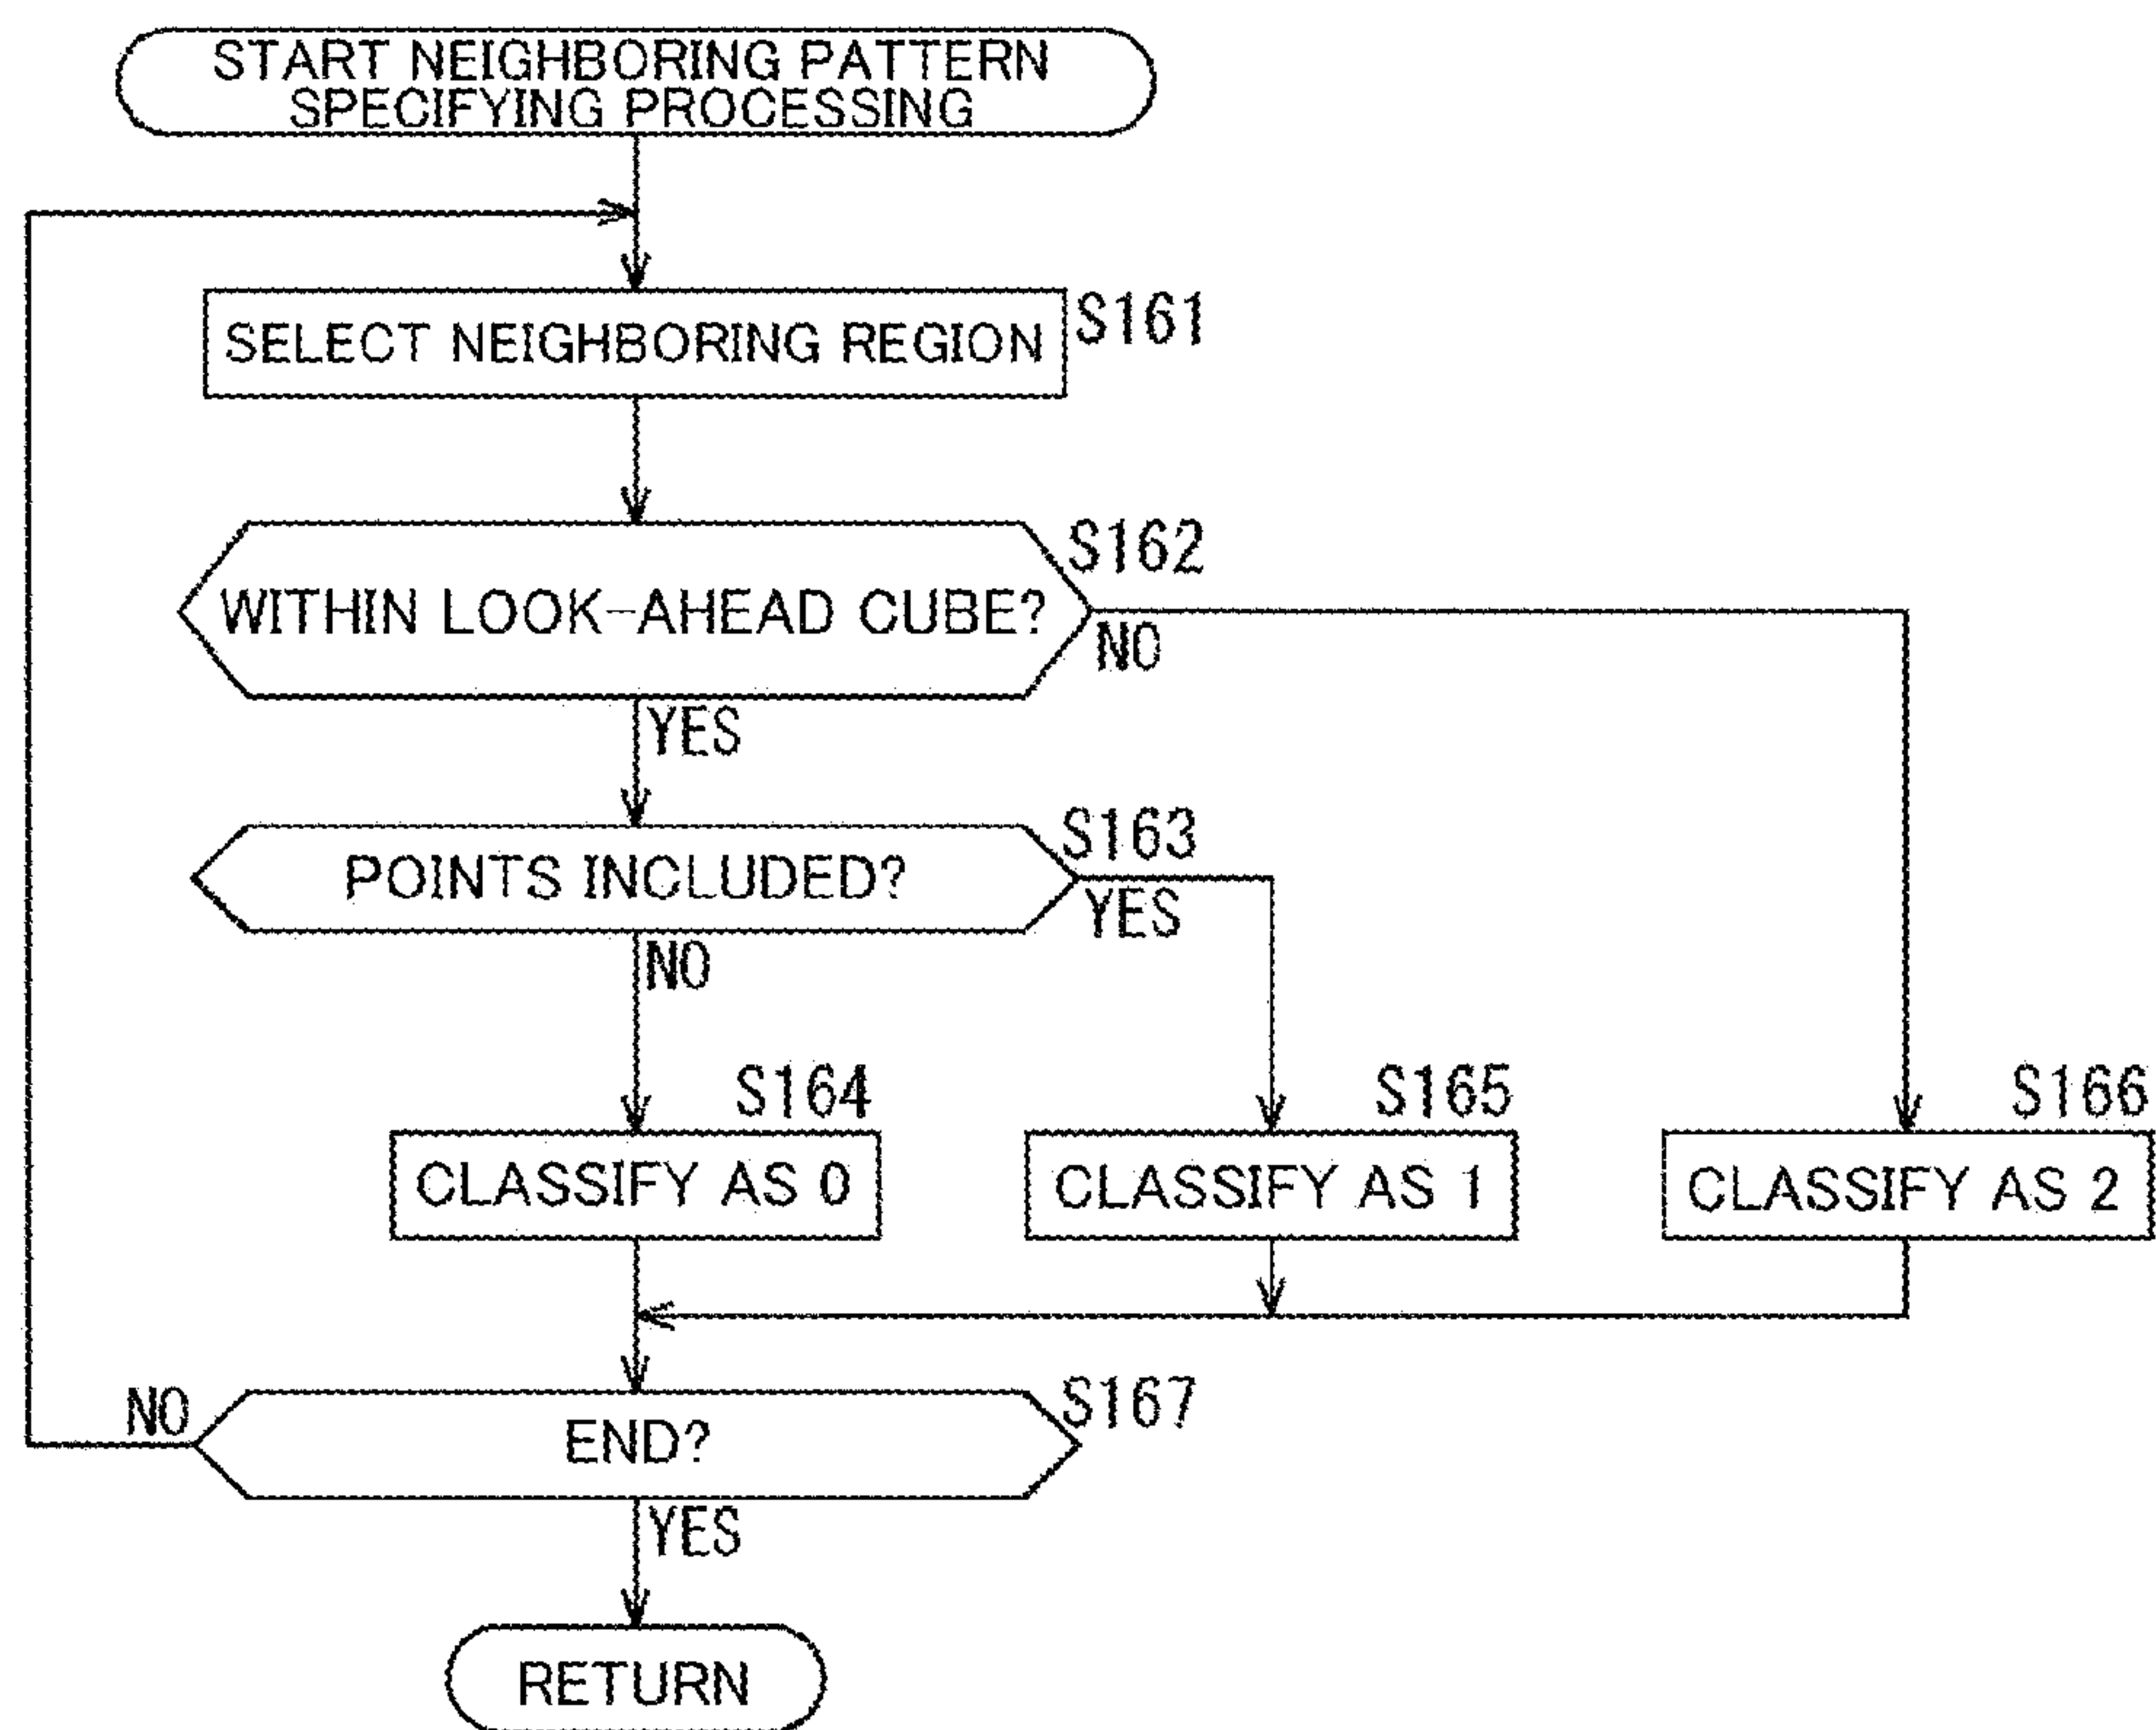 START NEIGHBORING PATTERN
SPECIFYING PROCESSING
SELECT NEIGHBORING REGION
S161
WITHIN LOOK-AHEAD CUBE?
S162
NO
YES
POINTS INCLUDED?
S163
YES
NO
S164
CLASSIFY AS 0
S165
CLASSIFY AS 1
S166
CLASSIFY AS 2
NO
END?
S167
YES
RETURN